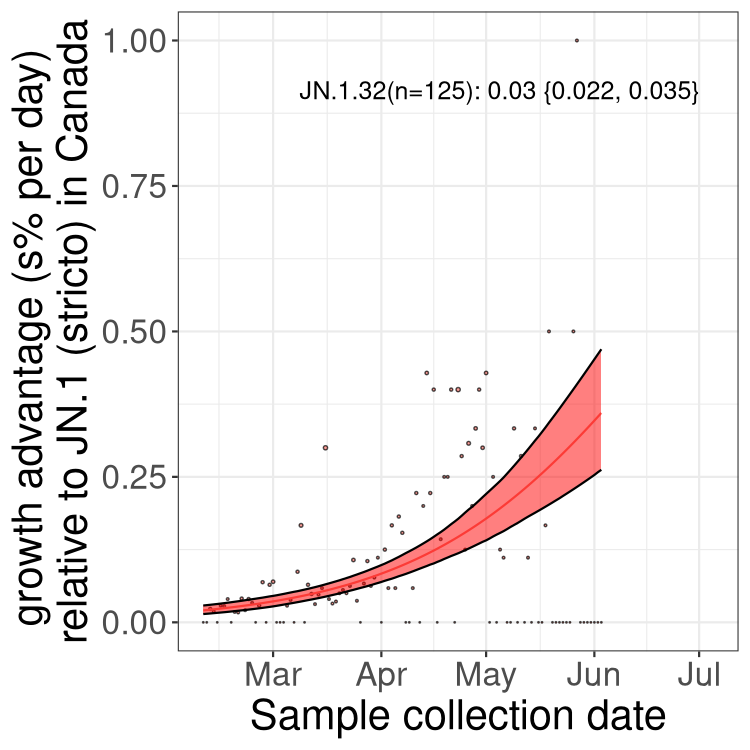 growth advantage (s% per day)
relative to JN.1 (stricto) in Canada
1.00
0.75
0.50
0.25
0.00
JN.1.32(n=125): 0.03 {0.022, 0.035}
Mar Apr May Jun Jul
Sample collection date